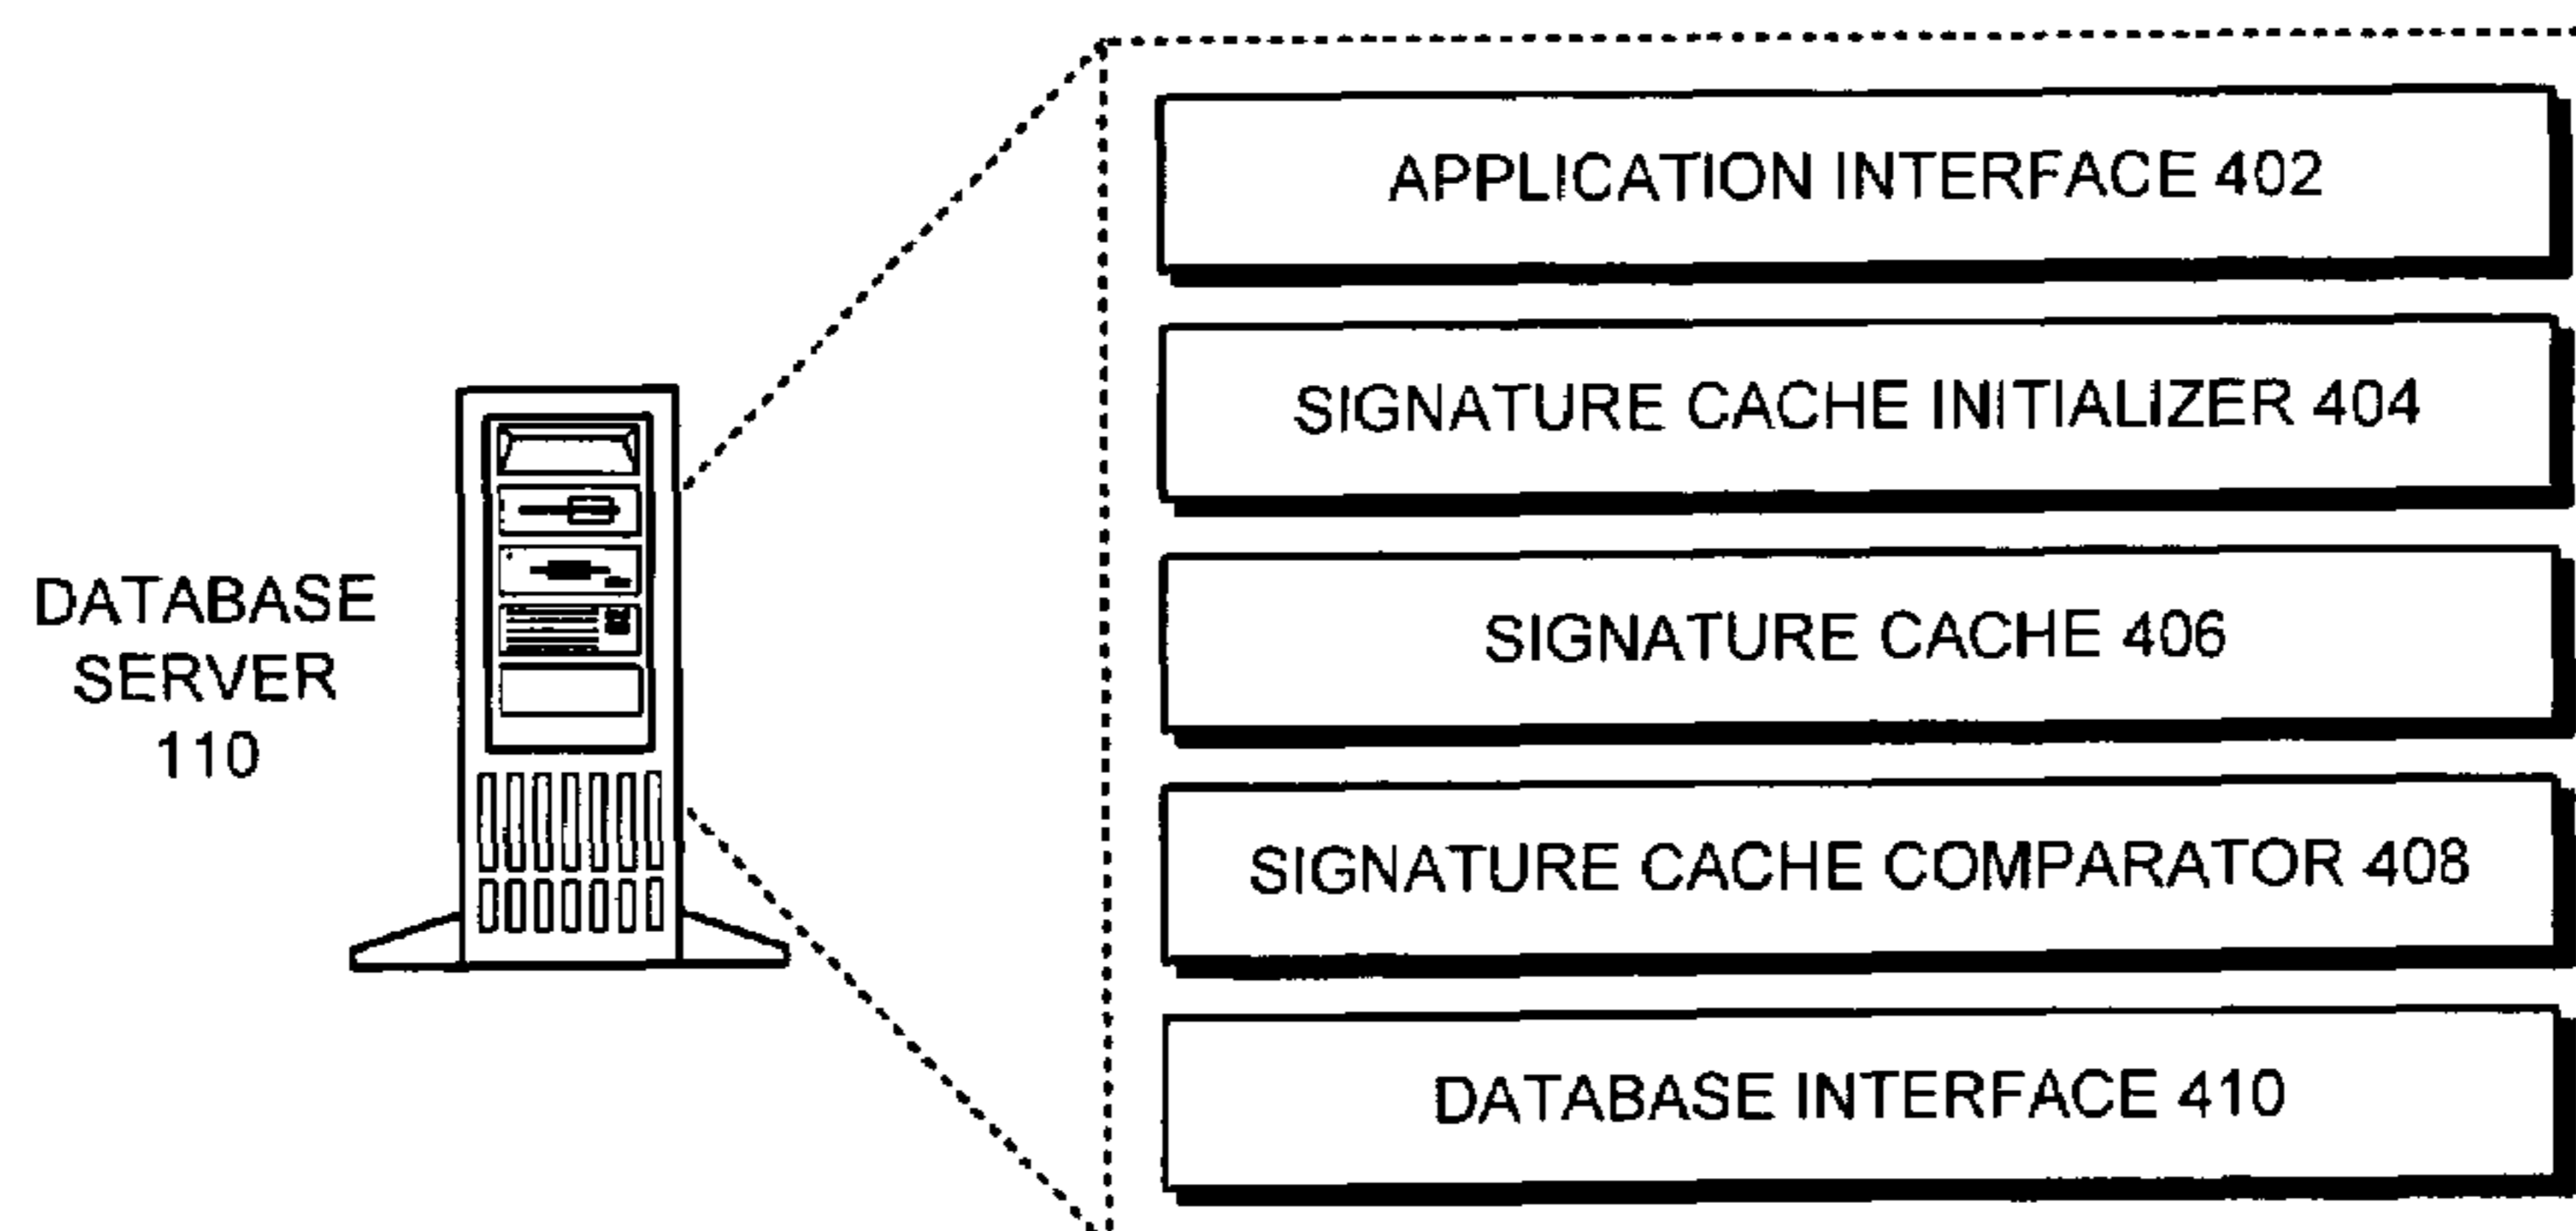 DATABASE
SERVER
110
APPLICATION INTERFACE 402
SIGNATURE CACHE INITIALIZER 404
SIGNATURE CACHE 406
SIGNATURE CACHE COMPARATOR 408
DATABASE INTERFACE 410